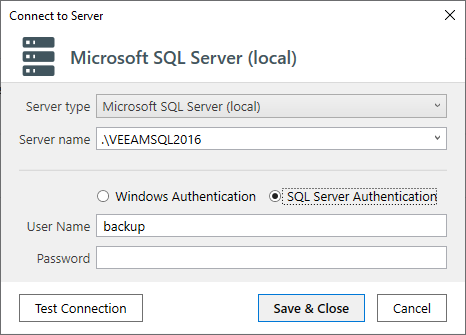 Connect to Server
Microsoft SQL Server (local)
Server type Microsoft SQL Server (local)
Server name .\VEEAMSQL2016
Windows Authentication SQL Server Authentication
User Name backup
Password
Test Connection Save & Close Cancel